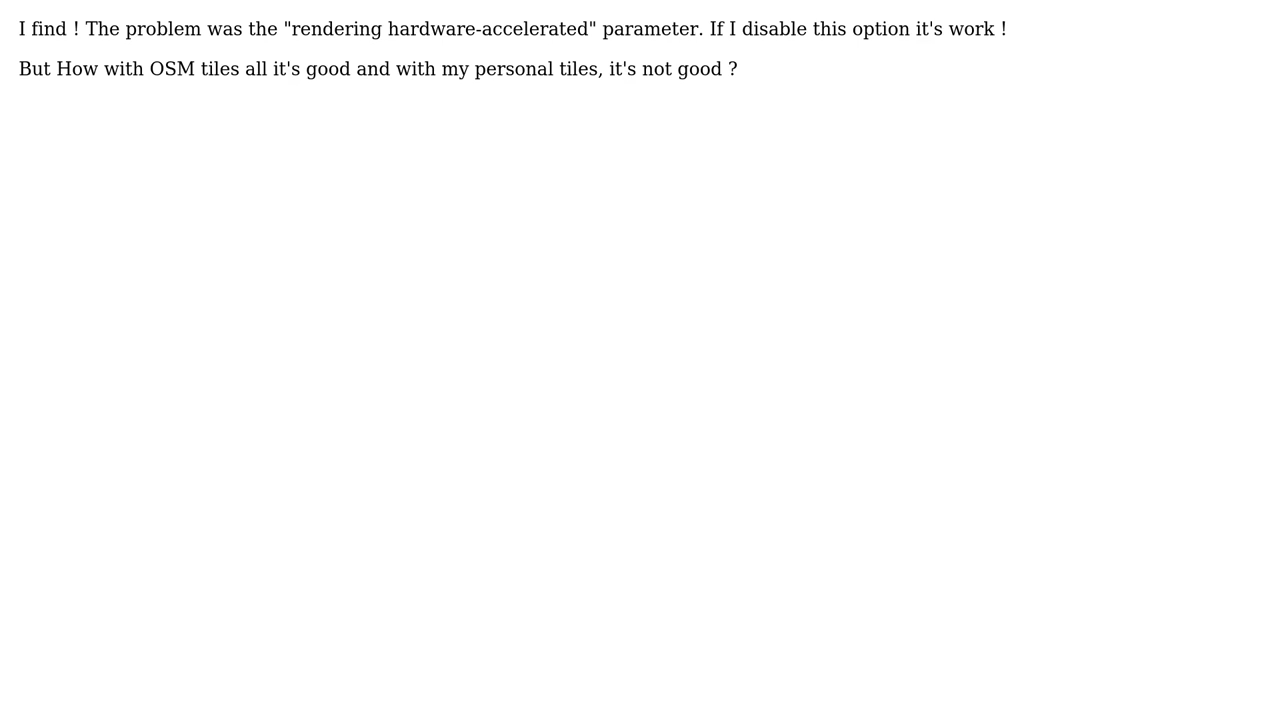 I find ! The problem was the "rendering hardware-accelerated" parameter. If I disable this option it's work !
But How with OSM tiles all it's good and with my personal tiles, it's not good ?